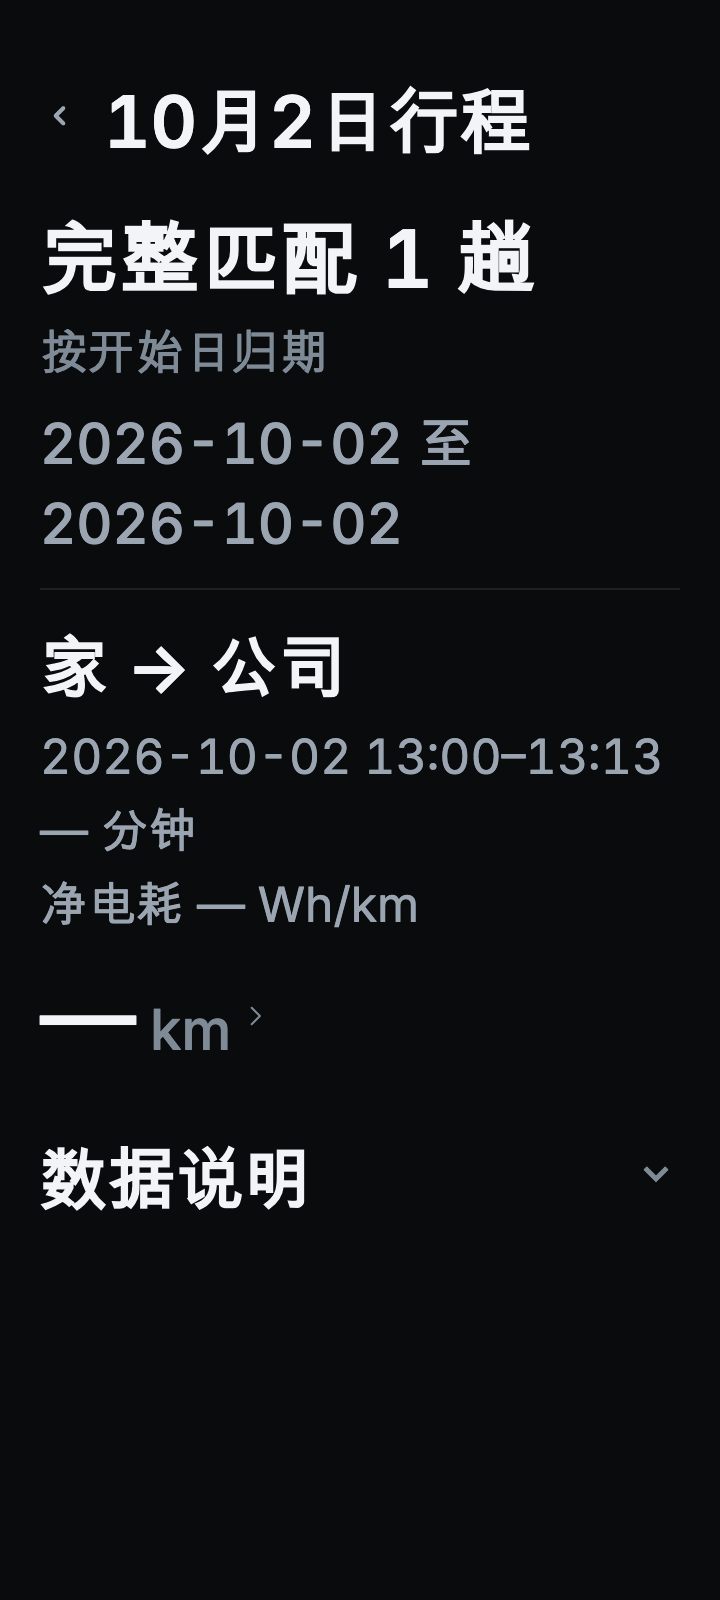 10月2日行程
完整匹配 1 趟
按开始日归期
2026-10-02 至
2026-10-02
家 → 公司
2026-10-02 13:00–13:13
— 分钟
净电耗 — Wh/km
— km
数据说明